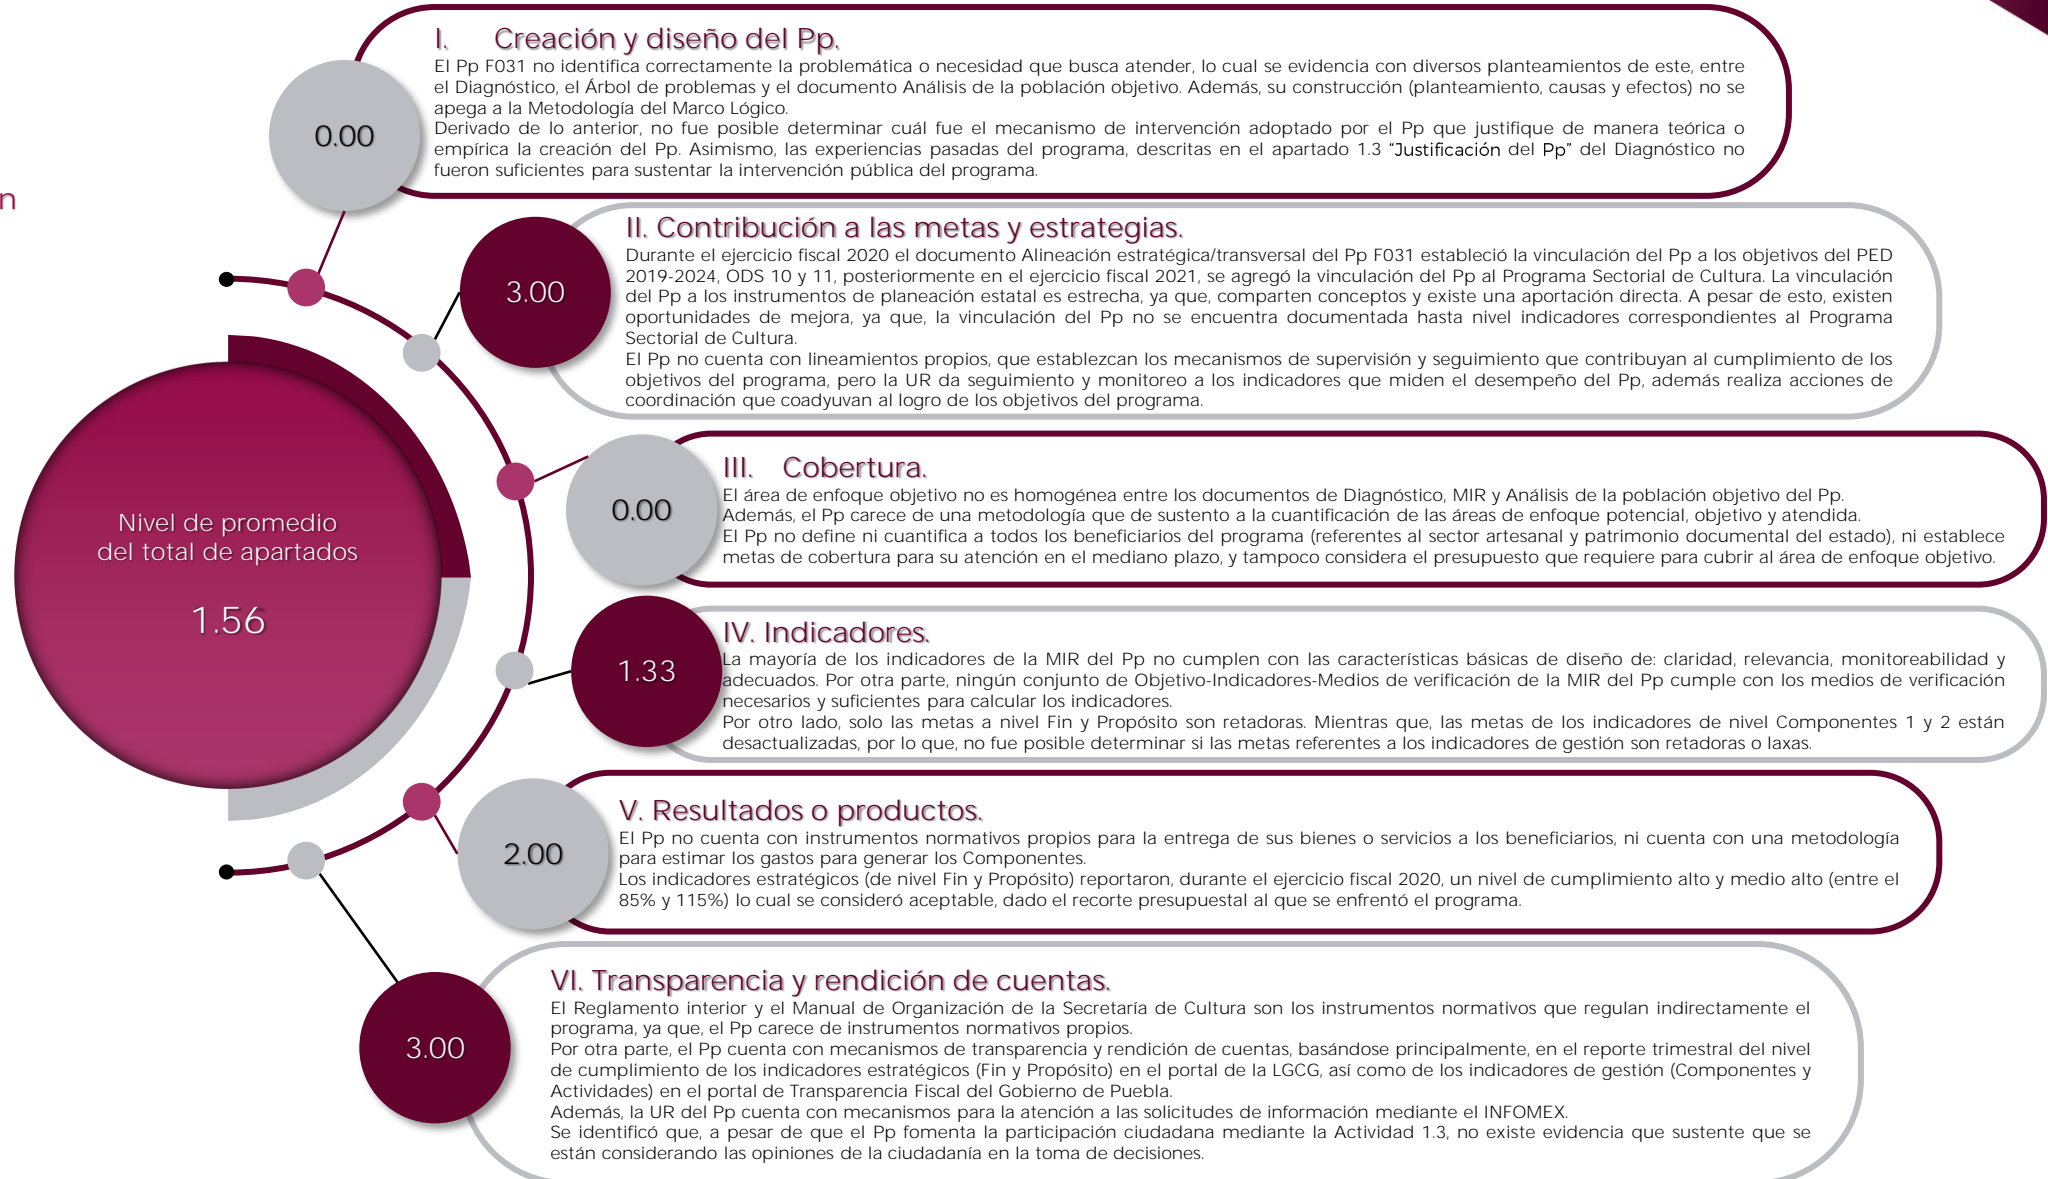 n
I. Creación y diseño del Pp.
El Pp F031 no identifica correctamente la problemática o necesidad que busca atender, lo cual se evidencia con diversos planteamientos de este, entre
el Diagnóstico, el Árbol de problemas y el documento Análisis de la población objetivo. Además, su construcción (planteamiento, causas y efectos) no se
apega a la Metodología del Marco Lógico.
Derivado de lo anterior, no fue posible determinar cuál fue el mecanismo de intervención adoptado por el Pp que justifique de manera teórica o
empírica la creación del Pp. Asimismo, las experiencias pasadas del programa, descritas en el apartado 1.3 “Justificación del Pp” del Diagnóstico no
fueron suficientes para sustentar la intervención pública del programa.
0.00
II. Contribución a las metas y estrategias.
Durante el ejercicio fiscal 2020 el documento Alineación estratégica/transversal del Pp F031 estableció la vinculación del Pp a los objetivos del PED
2019-2024, ODS 10 y 11, posteriormente en el ejercicio fiscal 2021, se agregó la vinculación del Pp al Programa Sectorial de Cultura. La vinculación
del Pp a los instrumentos de planeación estatal es estrecha, ya que, comparten conceptos y existe una aportación directa. A pesar de esto, existen
oportunidades de mejora, ya que, la vinculación del Pp no se encuentra documentada hasta nivel indicadores correspondientes al Programa
Sectorial de Cultura.
El Pp no cuenta con lineamientos propios, que establezcan los mecanismos de supervisión y seguimiento que contribuyan al cumplimiento de los
objetivos del programa, pero la UR da seguimiento y monitoreo a los indicadores que miden el desempeño del Pp, además realiza acciones de
coordinación que coadyuvan al logro de los objetivos del programa.
3.00
III. Cobertura.
El área de enfoque objetivo no es homogénea entre los documentos de Diagnóstico, MIR y Análisis de la población objetivo del Pp.
Además, el Pp carece de una metodología que de sustento a la cuantificación de las áreas de enfoque potencial, objetivo y atendida.
El Pp no define ni cuantifica a todos los beneficiarios del programa (referentes al sector artesanal y patrimonio documental del estado), ni establece
metas de cobertura para su atención en el mediano plazo, y tampoco considera el presupuesto que requiere para cubrir al área de enfoque objetivo.
0.00
Nivel de promedio
del total de apartados
1.56
IV. Indicadores.
La mayoría de los indicadores de la MIR del Pp no cumplen con las características básicas de diseño de: claridad, relevancia, monitoreabilidad y
adecuados. Por otra parte, ningún conjunto de Objetivo-Indicadores-Medios de verificación de la MIR del Pp cumple con los medios de verificación
necesarios y suficientes para calcular los indicadores.
Por otro lado, solo las metas a nivel Fin y Propósito son retadoras. Mientras que, las metas de los indicadores de nivel Componentes 1 y 2 están
desactualizadas, por lo que, no fue posible determinar si las metas referentes a los indicadores de gestión son retadoras o laxas.
1.33
V. Resultados o productos.
El Pp no cuenta con instrumentos normativos propios para la entrega de sus bienes o servicios a los beneficiarios, ni cuenta con una metodología
para estimar los gastos para generar los Componentes.
Los indicadores estratégicos (de nivel Fin y Propósito) reportaron, durante el ejercicio fiscal 2020, un nivel de cumplimiento alto y medio alto (entre el
85% y 115%) lo cual se consideró aceptable, dado el recorte presupuestal al que se enfrentó el programa.
2.00
VI. Transparencia y rendición de cuentas.
El Reglamento interior y el Manual de Organización de la Secretaría de Cultura son los instrumentos normativos que regulan indirectamente el
programa, ya que, el Pp carece de instrumentos normativos propios.
Por otra parte, el Pp cuenta con mecanismos de transparencia y rendición de cuentas, basándose principalmente, en el reporte trimestral del nivel
de cumplimiento de los indicadores estratégicos (Fin y Propósito) en el portal de la LGCG, así como de los indicadores de gestión (Componentes y
Actividades) en el portal de Transparencia Fiscal del Gobierno de Puebla.
Además, la UR del Pp cuenta con mecanismos para la atención a las solicitudes de información mediante el INFOMEX.
Se identificó que, a pesar de que el Pp fomenta la participación ciudadana mediante la Actividad 1.3, no existe evidencia que sustente que se
están considerando las opiniones de la ciudadanía en la toma de decisiones.
3.00